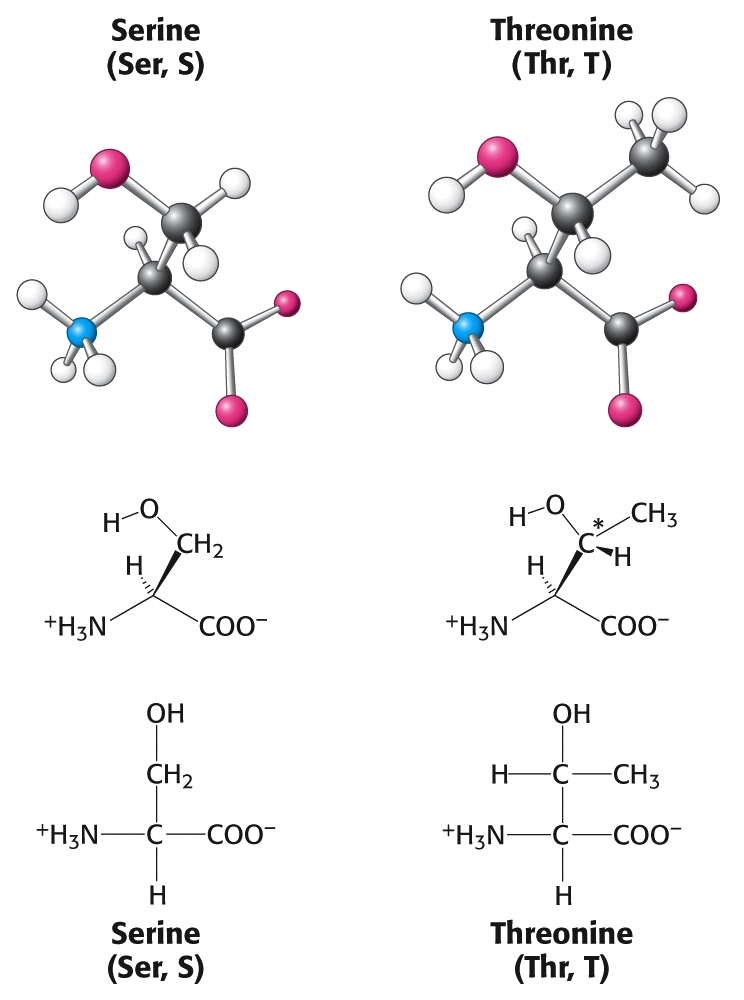 Serine
(Ser, S)
Threonine
(Thr, T)
H
O
CH₂
H
⁺H₃N
COO⁻
H
O
*
CH₃
C
H
H
⁺H₃N
COO⁻
OH
CH₂
⁺H₃N
C
COO⁻
H
OH
H
C
CH₃
⁺H₃N
C
COO⁻
H
Serine
(Ser, S)
Threonine
(Thr, T)